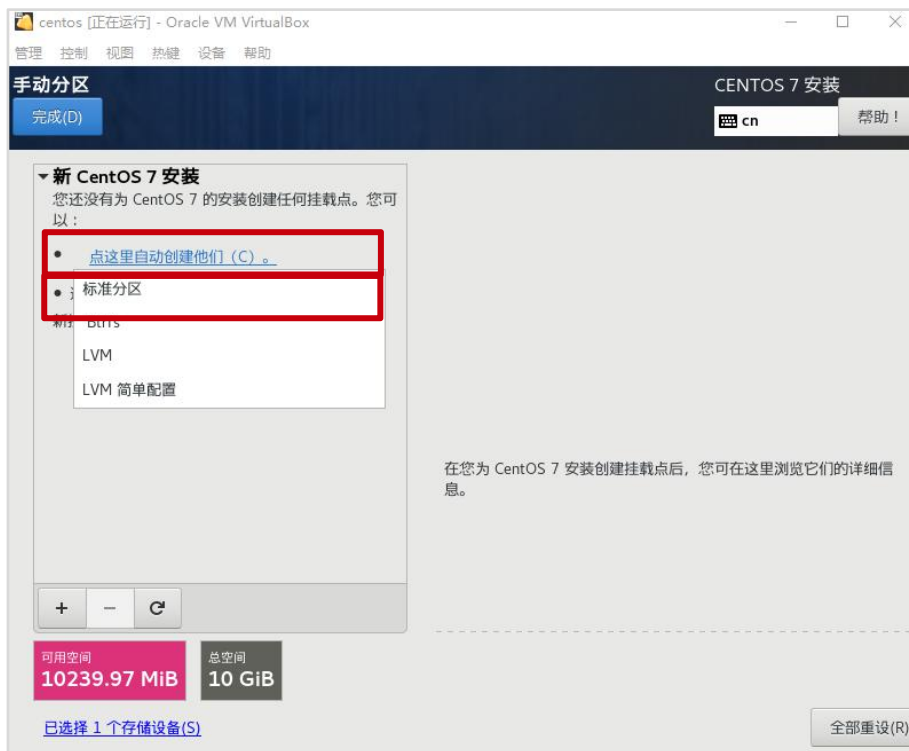 centos [正在运行] - Oracle VM VirtualBox
管理 控制 视图 热键 设备 帮助
手动分区
CENTOS 7 安装
完成(D)
cn
帮助！
新 CentOS 7 安装
您还没有为 CentOS 7 的安装创建任何挂载点。您可
以：
点这里自动创建他们（C）。
标准分区
LVM
LVM 简单配置
在您为 CentOS 7 安装创建挂载点后，您可在这里浏览它们的详细信
息。
可用空间
10239.97 MiB
总空间
10 GiB
已选择 1 个存储设备(S)
全部重设(R)